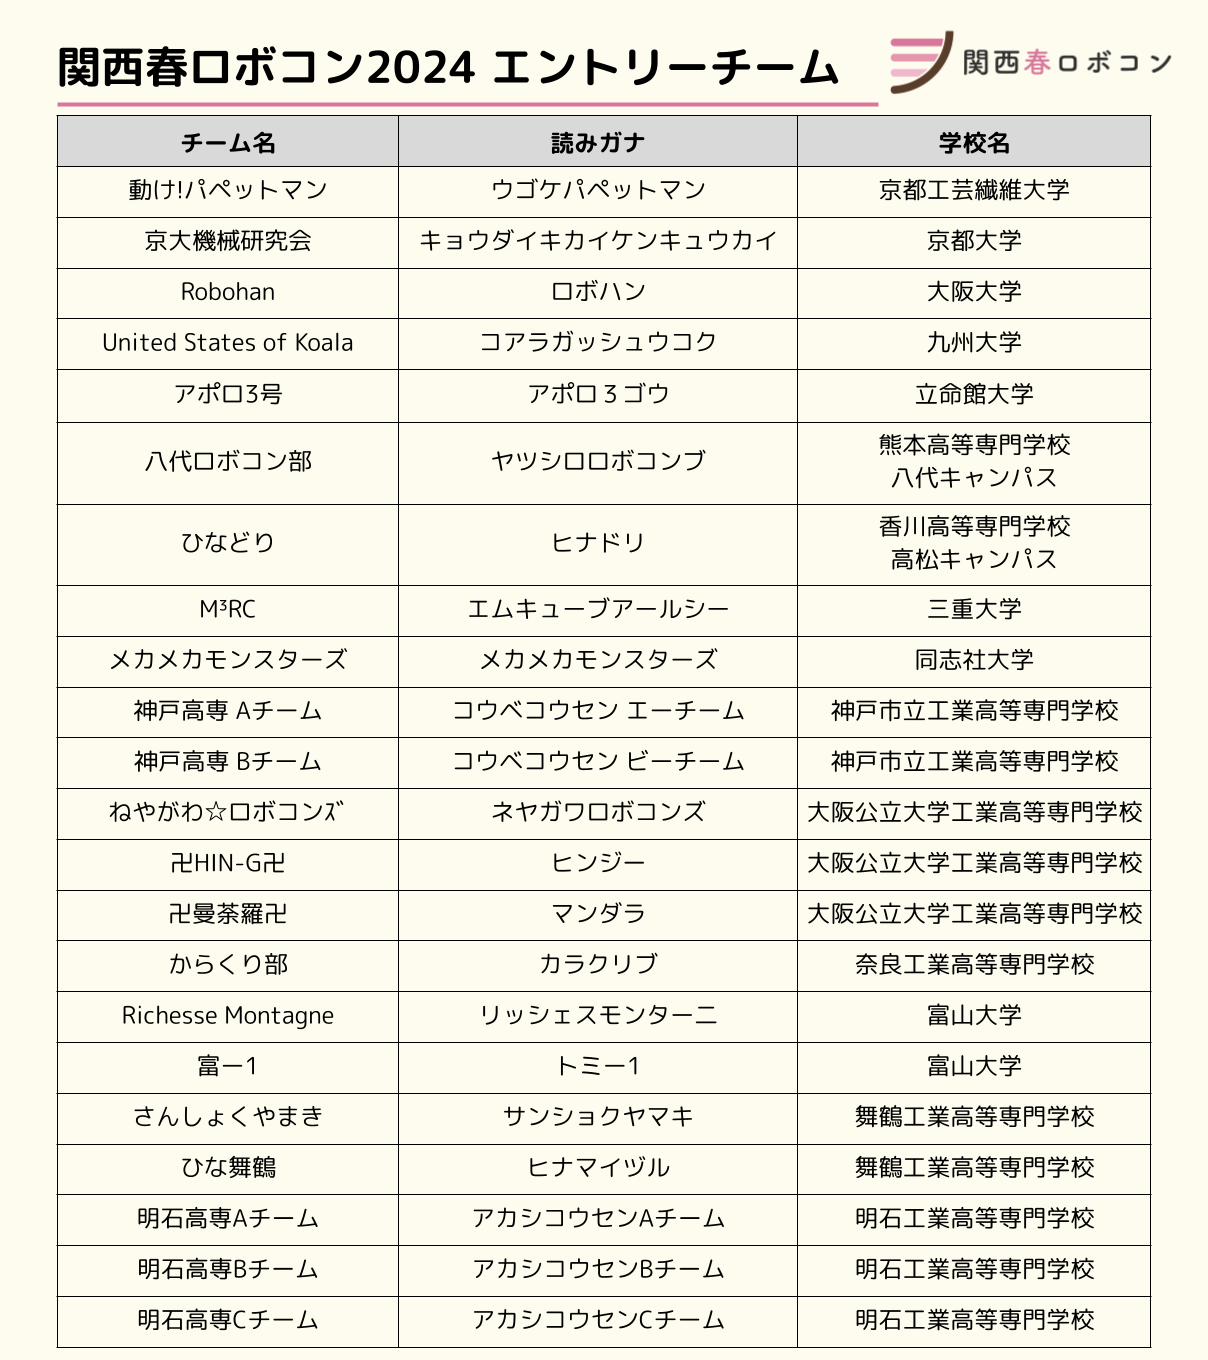 関西春ロボコン2024 エントリーチーム
関西春ロボコン
チーム名 読みガナ 学校名
動け!パペットマン ウゴケパペットマン 京都工芸繊維大学
京大機械研究会 キョウダイキカイケンキュウカイ 京都大学
Robohan ロボハン 大阪大学
United States of Koala コアラガッシュウコク 九州大学
アポロ3号 アポロ３ゴウ 立命館大学
八代ロボコン部 ヤツシロロボコンブ 熊本高等専門学校
八代キャンパス
ひなどり ヒナドリ 香川高等専門学校
高松キャンパス
M³RC エムキューブアールシー 三重大学
メカメカモンスターズ メカメカモンスターズ 同志社大学
神戸高専 Aチーム コウベコウセン エーチーム 神戸市立工業高等専門学校
神戸高専 Bチーム コウベコウセン ビーチーム 神戸市立工業高等専門学校
ねやがわ☆ロボコンｽﾞ ネヤガワロボコンズ 大阪公立大学工業高等専門学校
卍HIN-G卍 ヒンジー 大阪公立大学工業高等専門学校
卍曼荼羅卍 マンダラ 大阪公立大学工業高等専門学校
からくり部 カラクリブ 奈良工業高等専門学校
Richesse Montagne リッシェスモンターニ 富山大学
富ー1 トミー1 富山大学
さんしょくやまき サンショクヤマキ 舞鶴工業高等専門学校
ひな舞鶴 ヒナマイヅル 舞鶴工業高等専門学校
明石高専Aチーム アカシコウセンAチーム 明石工業高等専門学校
明石高専Bチーム アカシコウセンBチーム 明石工業高等専門学校
明石高専Cチーム アカシコウセンCチーム 明石工業高等専門学校